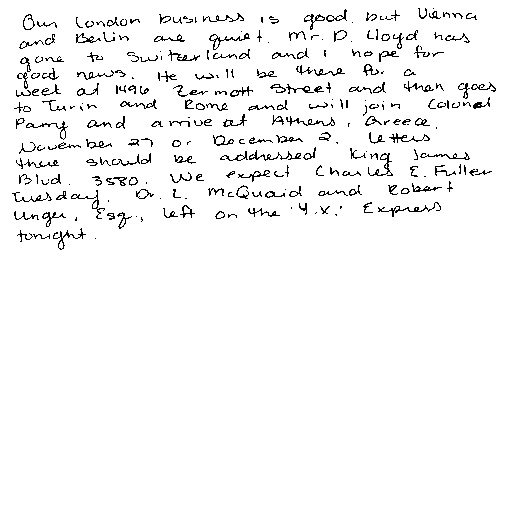 Our London business is good, but Vienna
and Berlin are quiet. Mr. D. Lloyd has
gone to Switzerland and I hope for
good news. He will be there for a
week at 1496 Zermott Street and then goes
to Turin and Rome and will join Colonel
Parry and arrive at Athens, Greece,
November 27 or December 2. Letters
there should be addressed King James
Blvd. 3580. We expect Charles E. Fuller
Tuesday. Dr. L. McQuaid and Robert
Unger, Esq., left on the 'Y.X.' Express
tonight.